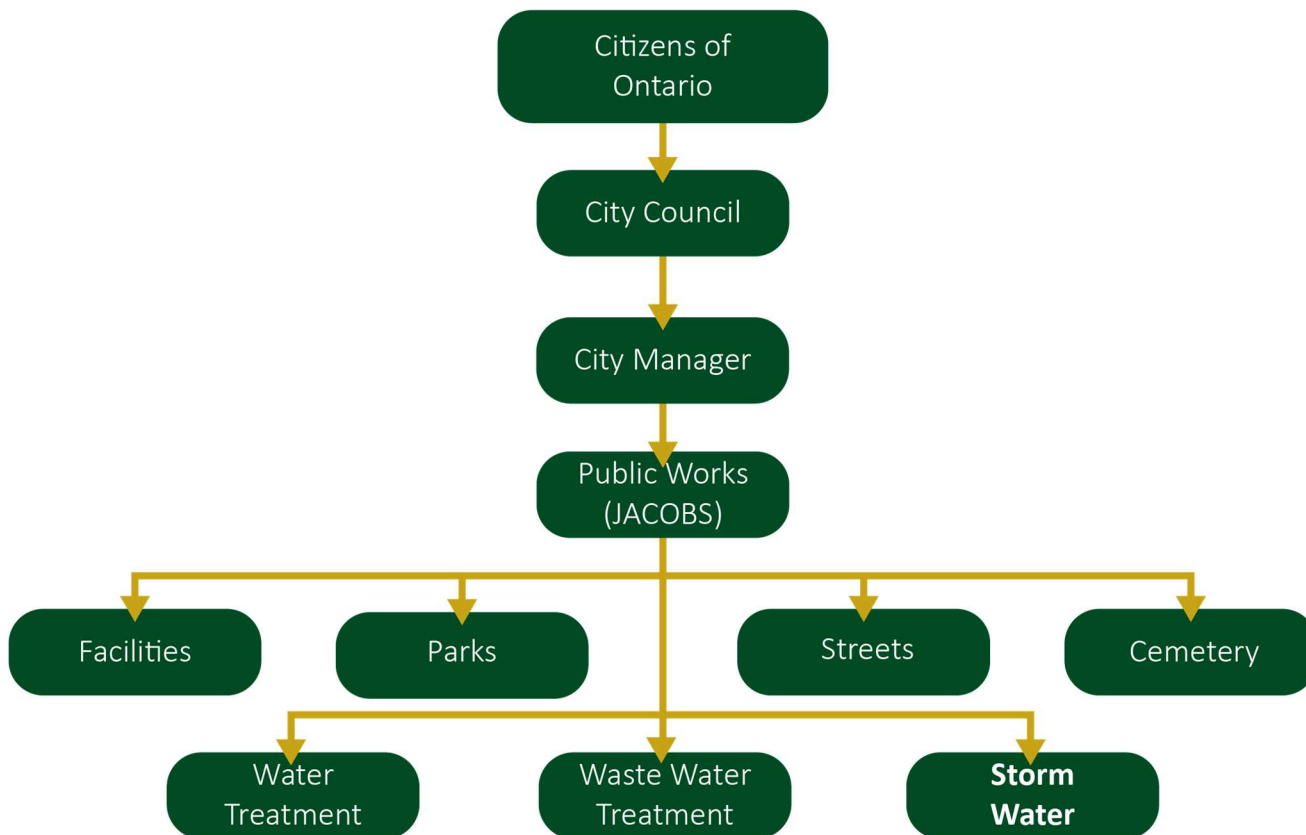 Citizens of
Ontario
City Council
City Manager
Public Works
(JACOBS)
Facilities
Parks
Streets
Cemetery
Water
Treatment
Waste Water
Treatment
Storm
Water